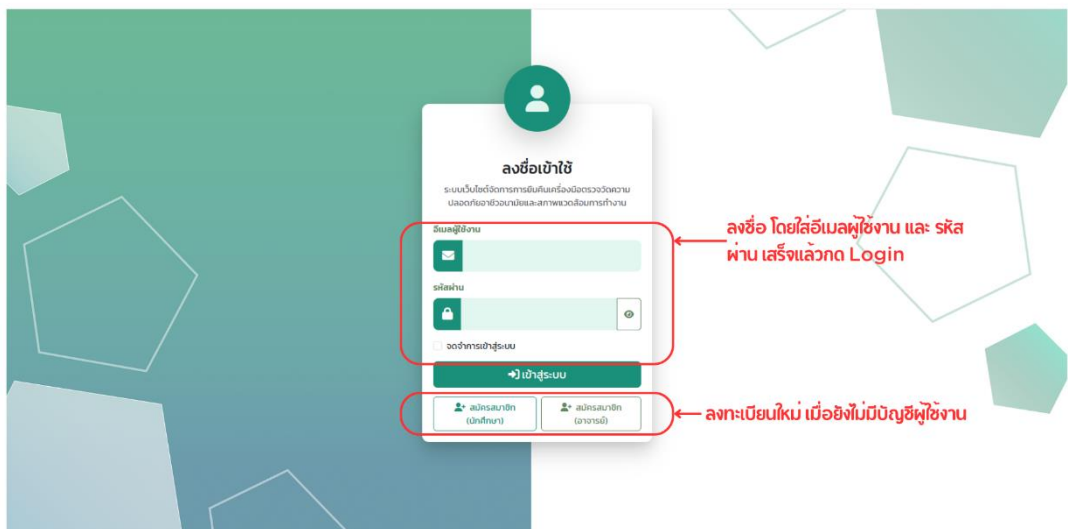 ลงชื่อเข้าใช้
ระบบเว็บไซต์จัดการการยืมคืนเครื่องมือตรวจวัดความ
ปลอดภัยอาชีวอนามัยและสภาพแวดล้อมการทำงาน
อีเมลผู้ใช้งาน
รหัสผ่าน
จดจำการเข้าสู่ระบบ
เข้าสู่ระบบ
สมัครสมาชิก
(นักศึกษา)
สมัครสมาชิก
(อาจารย์)
ลงชื่อ โดยใส่อีเมลผู้ใช้งาน และ รหัส
ผ่าน เสร็จแล้วกด Login
ลงทะเบียนใหม่ เมื่อยังไม่มีบัญชีผู้ใช้งาน